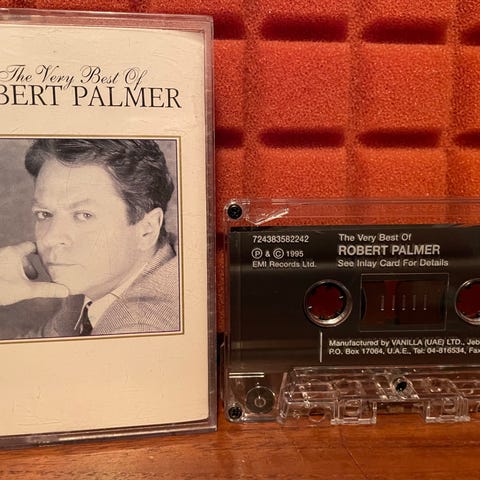 The Very Best Of
BERT PALMER
724383582242
℗ & © 1995
EMI Records Ltd.
The Very Best Of
ROBERT PALMER
See Inlay Card For Details
Manufactured by VANILLA (UAE) LTD., Jeb
P.O. Box 17064, U.A.E., Tel: 04-816534, Fax